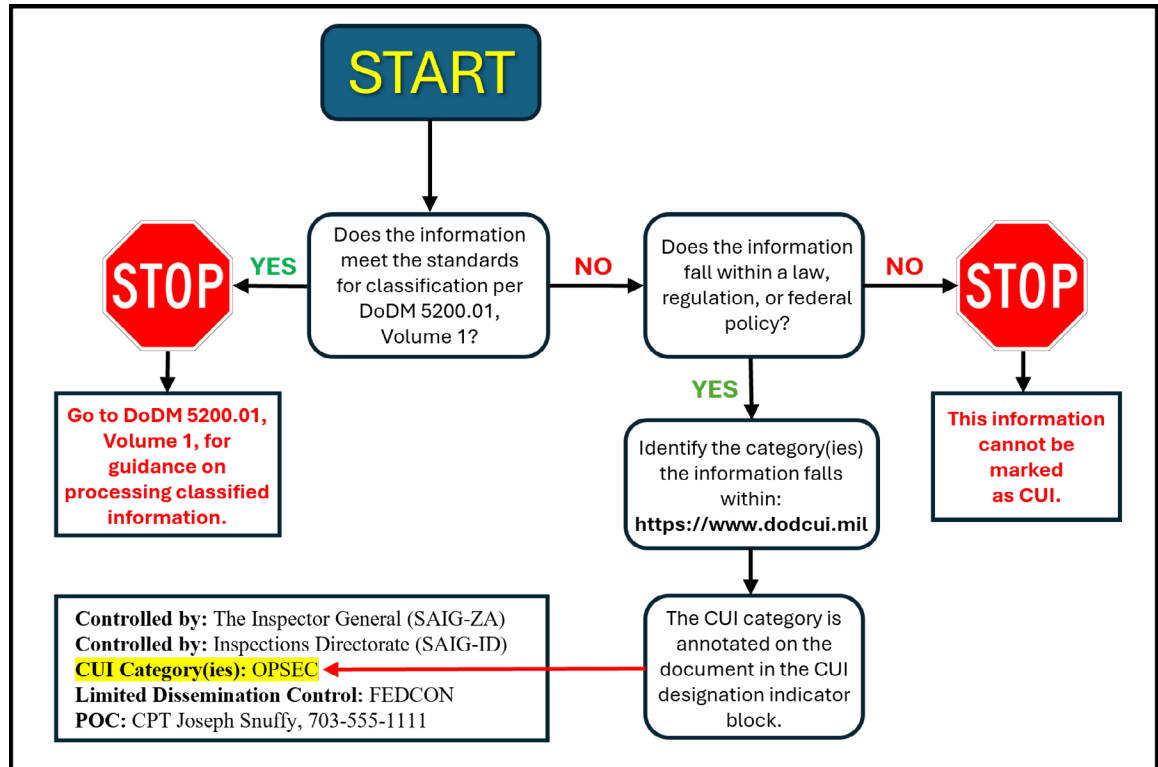 START
Does the information
meet the standards
for classification per
DoDM 5200.01,
Volume 1?
YES
STOP
Go to DoDM 5200.01,
Volume 1, for
guidance on
processing classified
information.
NO
Does the information
fall within a law,
regulation, or federal
policy?
NO
STOP
This information
cannot be
marked
as CUI.
YES
Identify the category(ies)
the information falls
within:
https://www.dodcui.mil
The CUI category is
annotated on the
document in the CUI
designation indicator
block.
Controlled by: The Inspector General (SAIG-ZA)
Controlled by: Inspections Directorate (SAIG-ID)
CUI Category(ies): OPSEC
Limited Dissemination Control: FEDCON
POC: CPT Joseph Snuffy, 703-555-1111